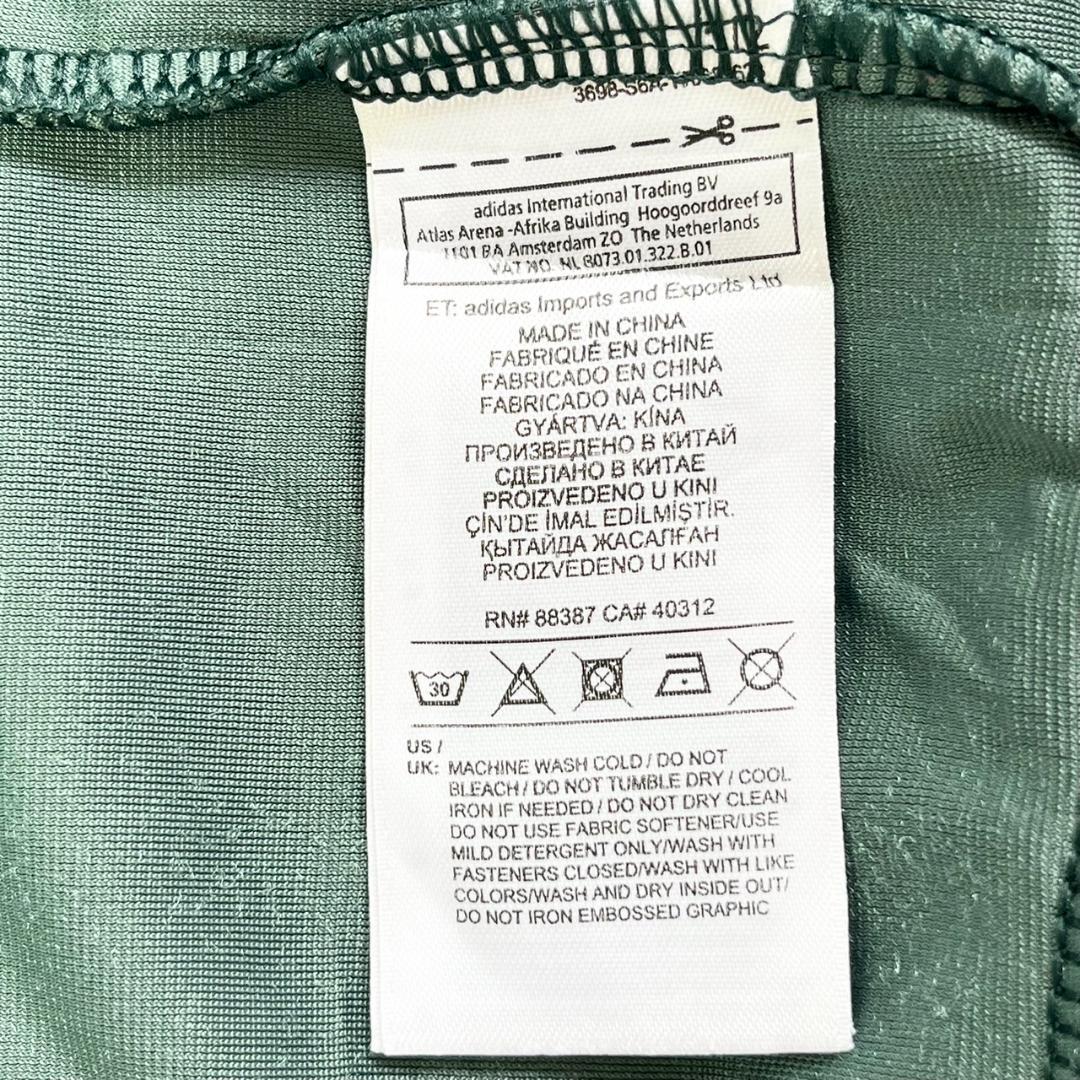 adidas International Trading BV
Atlas Arena -Afrika Building Hoogoorddreef 9a
1101 BA Amsterdam ZO The Netherlands
VAT NO. NL 8073.01.322.B.01
ET: adidas Imports and Exports Ltd
MADE IN CHINA
FABRIQUÉ EN CHINE
FABRICADO EN CHINA
FABRICADO NA CHINA
GYÁRTVA: KÍNA
ПРОИЗВЕДЕНО В КИТАЙ
СДЕЛАНО В КИТАЕ
PROIZVEDENO U KINI
ÇİN'DE İMAL EDİLMİŞTİR.
ҚЫТАЙДА ЖАСАЛҒАН
PROIZVEDENO U KINI
RN# 88387 CA# 40312
30
US /
UK: MACHINE WASH COLD / DO NOT
BLEACH / DO NOT TUMBLE DRY / COOL
IRON IF NEEDED / DO NOT DRY CLEAN
DO NOT USE FABRIC SOFTENER/USE
MILD DETERGENT ONLY/WASH WITH
FASTENERS CLOSED/WASH WITH LIKE
COLORS/WASH AND DRY INSIDE OUT/
DO NOT IRON EMBOSSED GRAPHIC